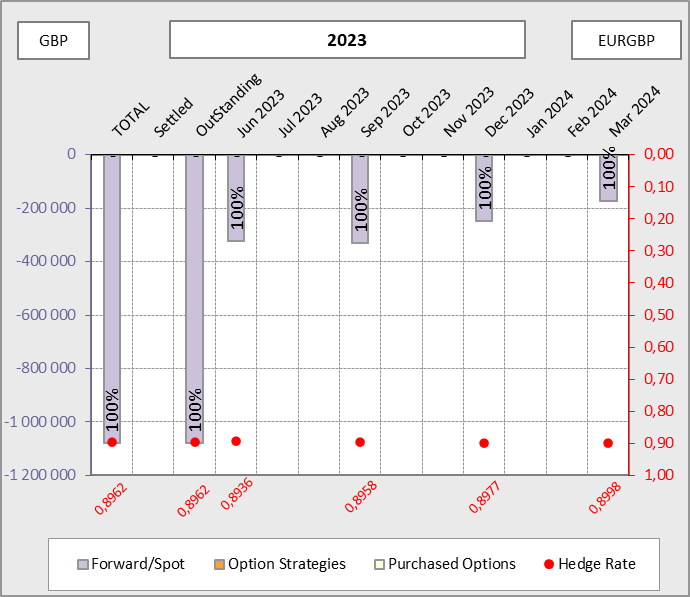 GBP
2023
EURGBP
TOTAL
Settled
OutStanding
Jun 2023
Jul 2023
Aug 2023
Sep 2023
Oct 2023
Nov 2023
Dec 2023
Jan 2024
Feb 2024
Mar 2024
0
-200 000
-400 000
-600 000
-800 000
-1 000 000
-1 200 000
100%
100%
100%
100%
100%
100%
0,00
0,10
0,20
0,30
0,40
0,50
0,60
0,70
0,80
0,90
1,00
0,8962
0,8962
0,8936
0,8958
0,8977
0,8998
Forward/Spot
Option Strategies
Purchased Options
Hedge Rate